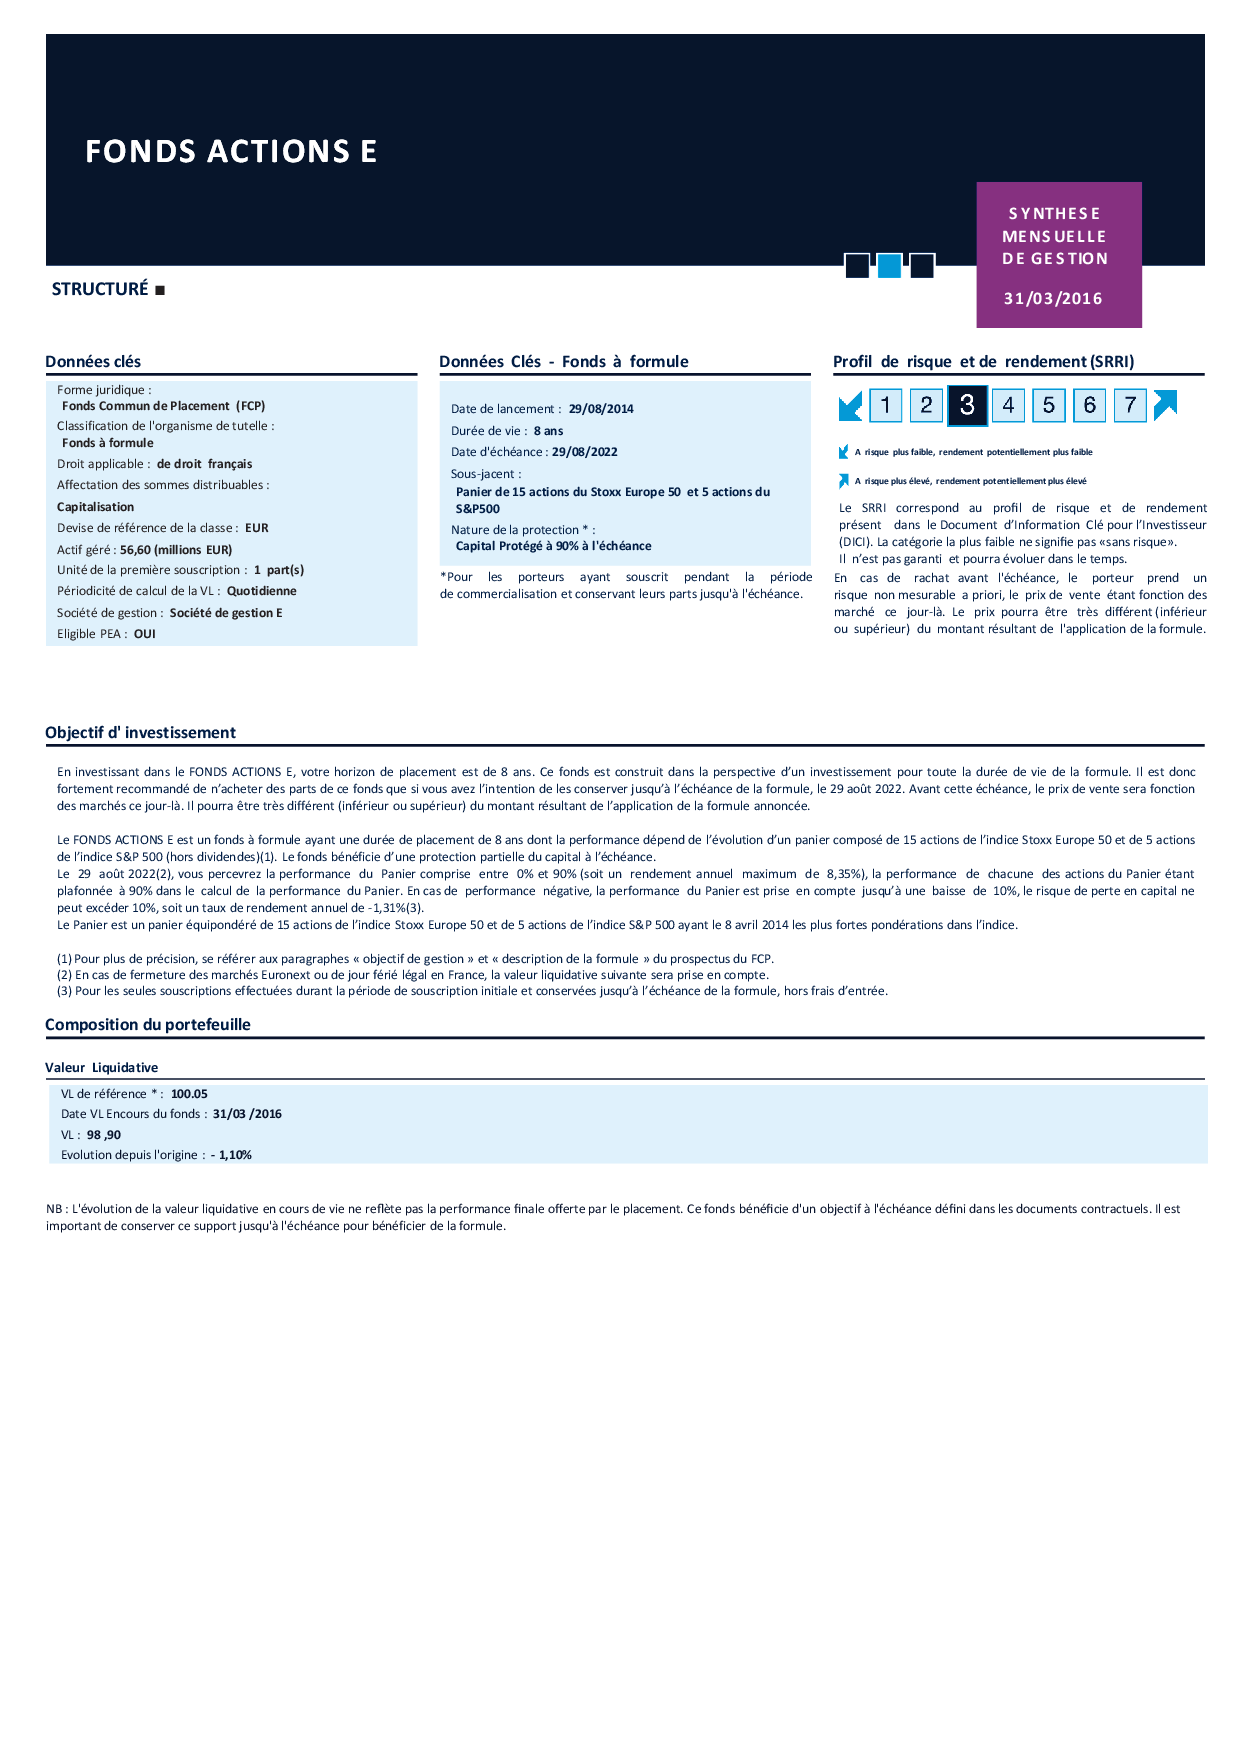 FONDS ACTIONS E
SYNTHESE
MENSUELLE
DE GESTION
31/03/2016
STRUCTURÉ ■
Données clés
Forme juridique :
Fonds Commun de Placement (FCP)
Classification de l'organisme de tutelle :
Fonds à formule
Droit applicable : de droit français
Affectation des sommes distribuables :
Capitalisation
Devise de référence de la classe : EUR
Actif géré : 56,60 (millions EUR)
Unité de la première souscription : 1 part(s)
Périodicité de calcul de la VL : Quotidienne
Société de gestion : Société de gestion E
Eligible PEA : OUI
Données Clés - Fonds à formule
Date de lancement : 29/08/2014
Durée de vie : 8 ans
Date d'échéance : 29/08/2022
Sous-jacent :
Panier de 15 actions du Stoxx Europe 50 et 5 actions du
S&P500
Nature de la protection * :
Capital Protégé à 90% à l'échéance
*Pour les porteurs ayant souscrit pendant la période
de commercialisation et conservant leurs parts jusqu'à l'échéance.
Profil de risque et de rendement (SRRI)
1 2 3 4 5 6 7
A risque plus faible, rendement potentiellement plus faible
A risque plus élevé, rendement potentiellement plus élevé
Le SRRI correspond au profil de risque et de rendement
présent dans le Document d’Information Clé pour l’Investisseur
(DICI). La catégorie la plus faible ne signifie pas «sans risque».
Il n’est pas garanti et pourra évoluer dans le temps.
En cas de rachat avant l'échéance, le porteur prend un
risque non mesurable a priori, le prix de vente étant fonction des
marché ce jour-là. Le prix pourra être très différent (inférieur
ou supérieur) du montant résultant de l'application de la formule.
Objectif d' investissement
En investissant dans le FONDS ACTIONS E, votre horizon de placement est de 8 ans. Ce fonds est construit dans la perspective d’un investissement pour toute la durée de vie de la formule. Il est donc
fortement recommandé de n’acheter des parts de ce fonds que si vous avez l’intention de les conserver jusqu’à l’échéance de la formule, le 29 août 2022. Avant cette échéance, le prix de vente sera fonction
des marchés ce jour-là. Il pourra être très différent (inférieur ou supérieur) du montant résultant de l’application de la formule annoncée.
Le FONDS ACTIONS E est un fonds à formule ayant une durée de placement de 8 ans dont la performance dépend de l’évolution d’un panier composé de 15 actions de l’indice Stoxx Europe 50 et de 5 actions
de l’indice S&P 500 (hors dividendes)(1). Le fonds bénéficie d’une protection partielle du capital à l’échéance.
Le 29 août 2022(2), vous percevrez la performance du Panier comprise entre 0% et 90% (soit un rendement annuel maximum de 8,35%), la performance de chacune des actions du Panier étant
plafonnée à 90% dans le calcul de la performance du Panier. En cas de performance négative, la performance du Panier est prise en compte jusqu’à une baisse de 10%, le risque de perte en capital ne
peut excéder 10%, soit un taux de rendement annuel de -1,31%(3).
Le Panier est un panier équipondéré de 15 actions de l’indice Stoxx Europe 50 et de 5 actions de l’indice S&P 500 ayant le 8 avril 2014 les plus fortes pondérations dans l’indice.
(1) Pour plus de précision, se référer aux paragraphes « objectif de gestion » et « description de la formule » du prospectus du FCP.
(2) En cas de fermeture des marchés Euronext ou de jour férié légal en France, la valeur liquidative suivante sera prise en compte.
(3) Pour les seules souscriptions effectuées durant la période de souscription initiale et conservées jusqu’à l’échéance de la formule, hors frais d’entrée.
Composition du portefeuille
Valeur Liquidative
VL de référence * : 100.05
Date VL Encours du fonds : 31/03 /2016
VL : 98 ,90
Evolution depuis l'origine : - 1,10%
NB : L'évolution de la valeur liquidative en cours de vie ne reflète pas la performance finale offerte par le placement. Ce fonds bénéficie d'un objectif à l'échéance défini dans les documents contractuels. Il est
important de conserver ce support jusqu'à l'échéance pour bénéficier de la formule.